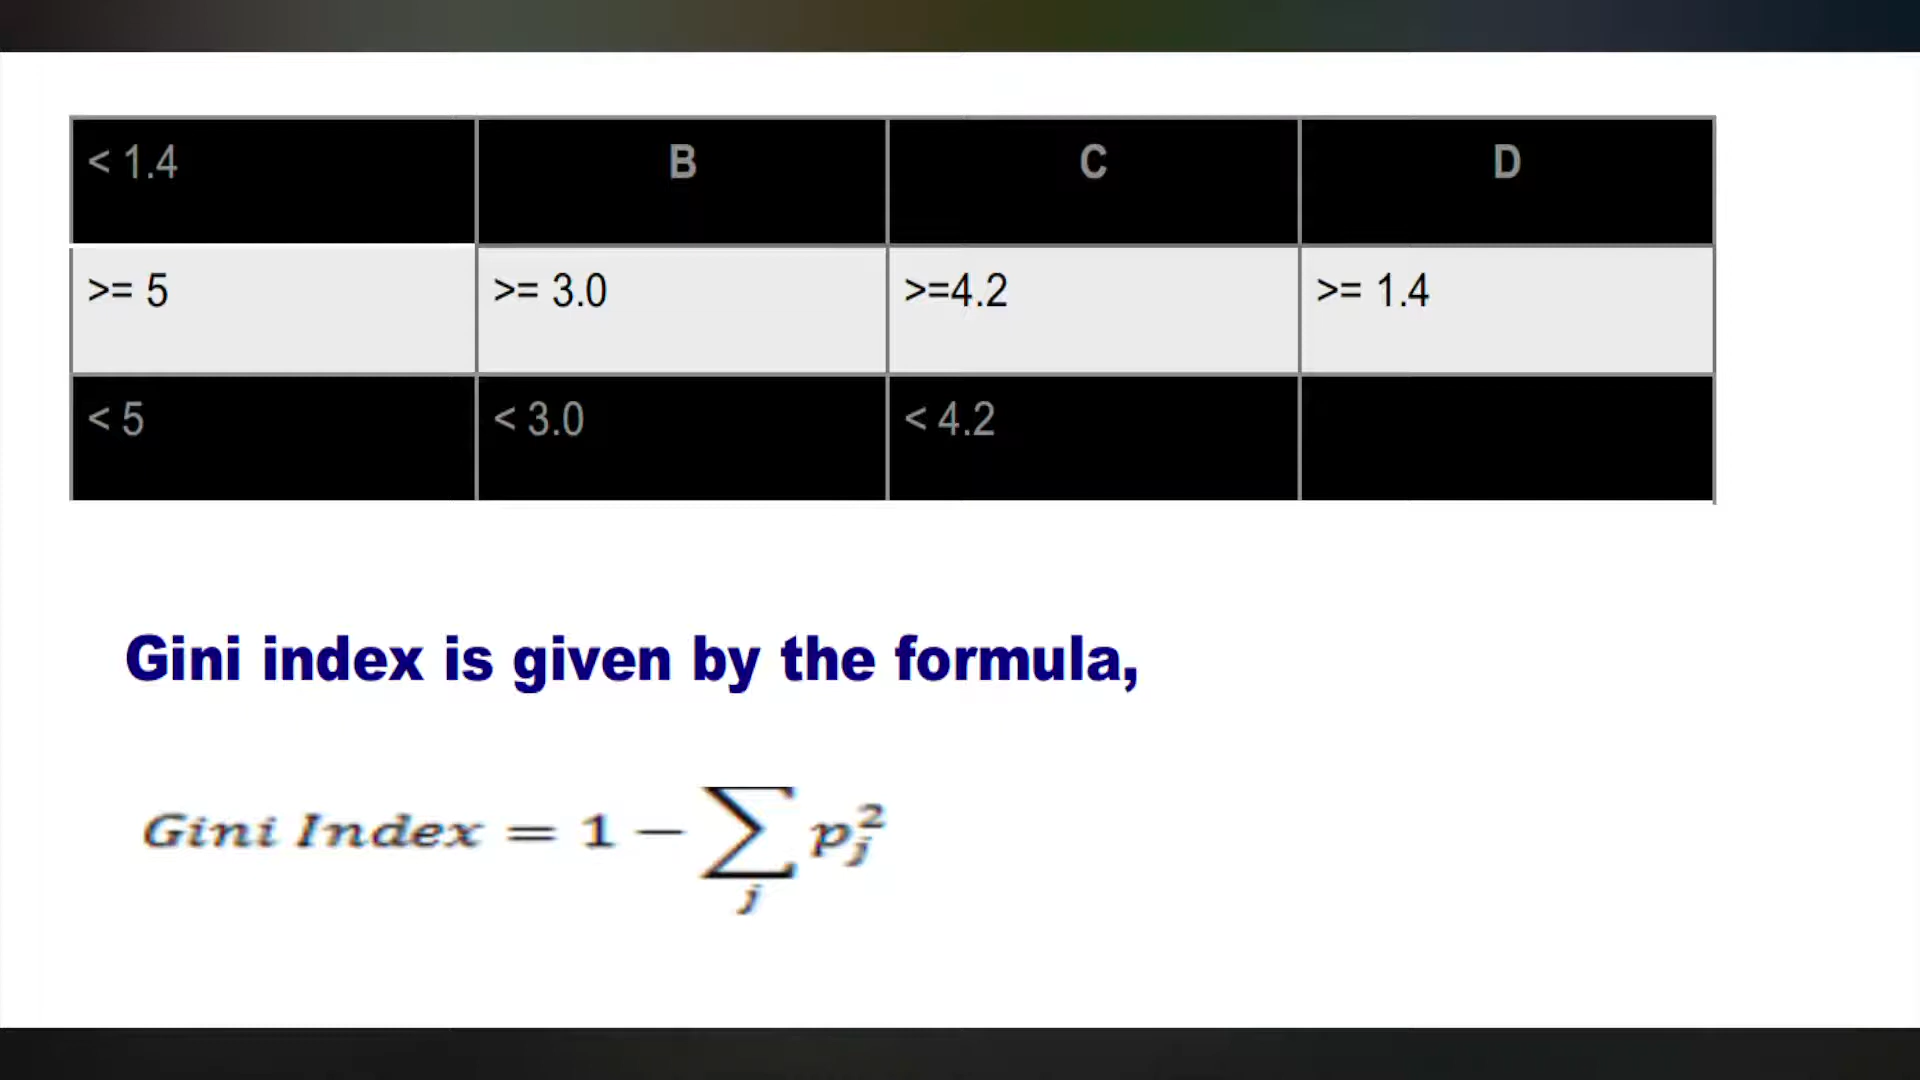 < 1.4 B C D
>= 5 >= 3.0 >=4.2 >= 1.4
< 5 < 3.0 < 4.2
Gini index is given by the formula,
Gini Index = 1 − ∑_j p_j^2